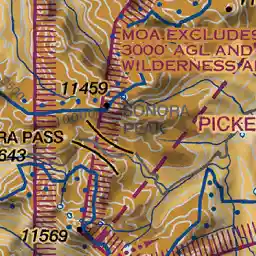 MOA EXCLUDES
3000' AGL AND
WILDERNESS A
11459
SONORA
PEAK
PICKE
RA PASS
643
11569